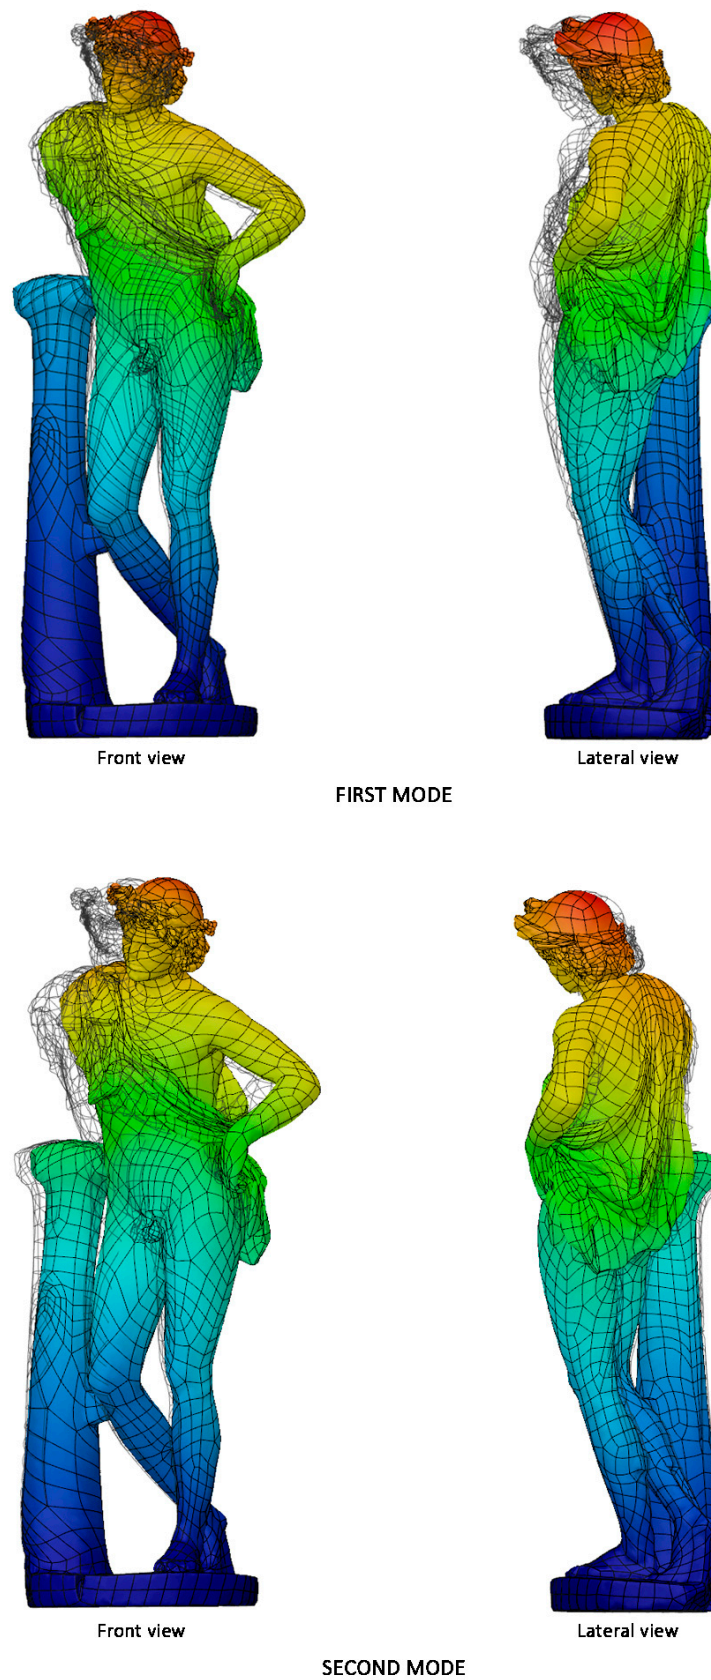 Front view
Lateral view
FIRST MODE
Front view
Lateral view
SECOND MODE